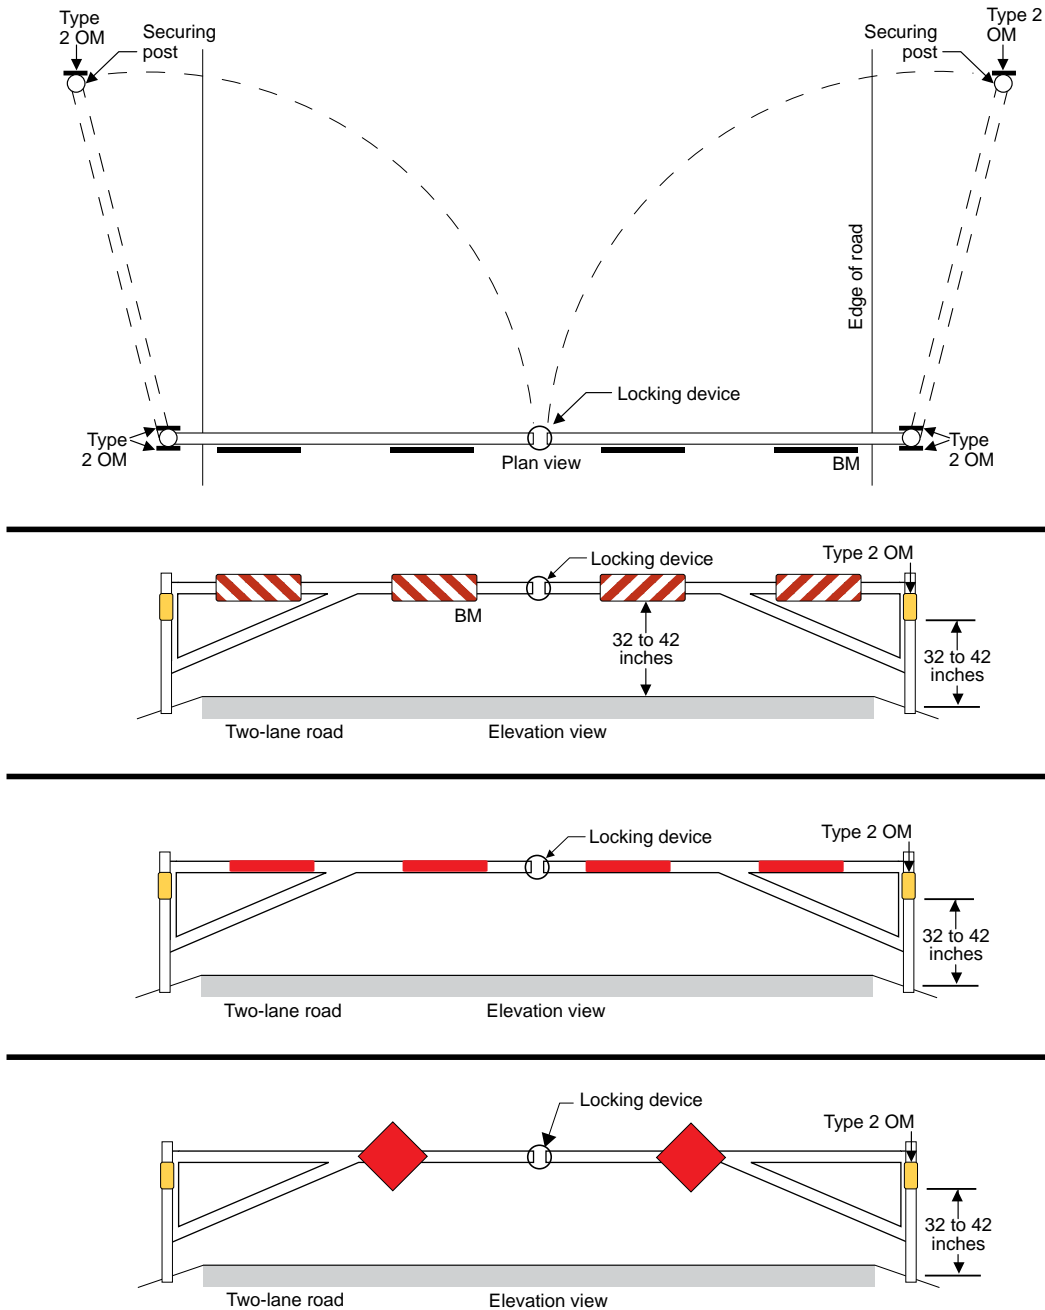 Type
2 OM
Securing
post
Securing
post
Type 2
OM
Edge of road
Locking device
Type
2 OM
Plan view
BM
Type
2 OM
Locking device
Type 2 OM
BM
32 to 42
inches
32 to 42
inches
Two-lane road
Elevation view
Locking device
Type 2 OM
32 to 42
inches
Two-lane road
Elevation view
Locking device
Type 2 OM
32 to 42
inches
Two-lane road
Elevation view